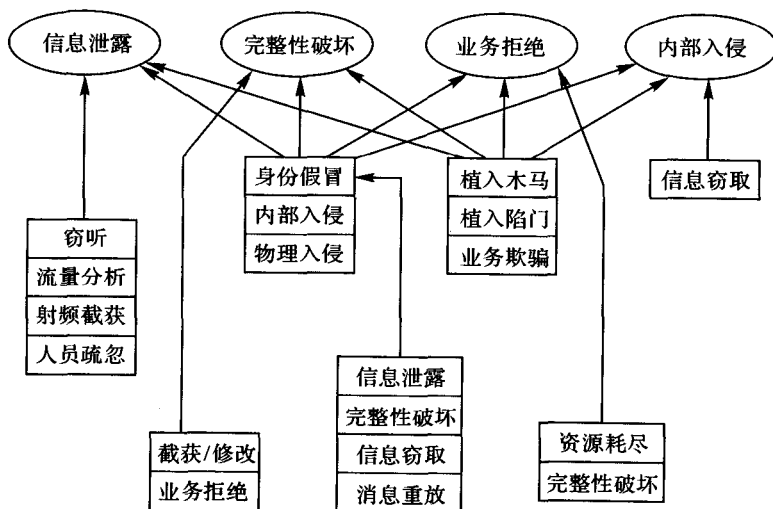 信息泄露
完整性破坏
业务拒绝
内部入侵
身份假冒
内部入侵
物理入侵
植入木马
植入陷门
业务欺骗
信息窃取
窃听
流量分析
射频截获
人员疏忽
信息泄露
完整性破坏
信息窃取
消息重放
截获/修改
业务拒绝
资源耗尽
完整性破坏